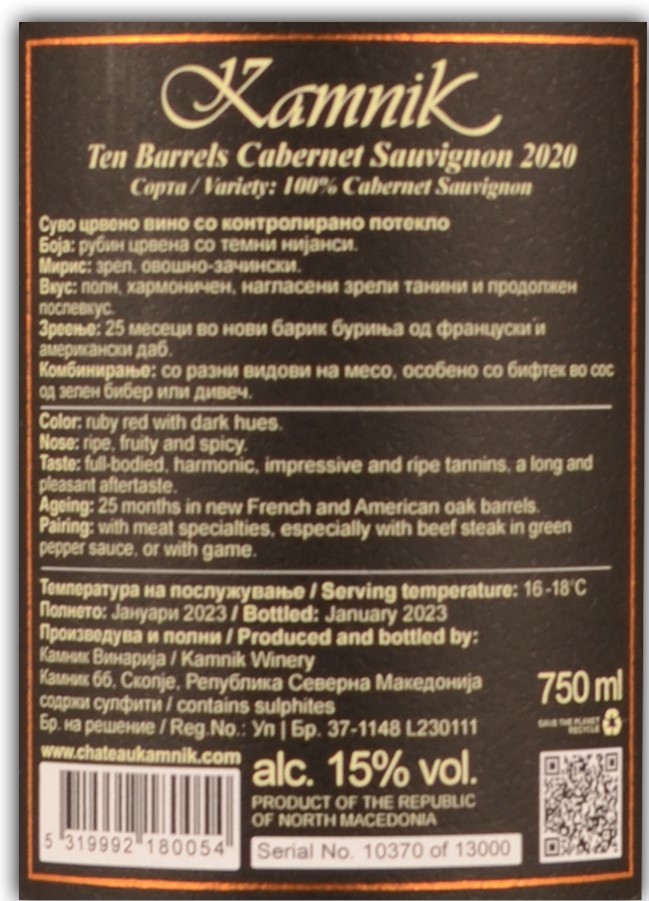 Kamnik
Ten Barrels Cabernet Sauvignon 2020
Сорта / Variety: 100% Cabernet Sauvignon
Суво црвено вино со контролирано потекло
Боја: рубин црвена со темни нијанси.
Мирис: зрел, овошно-зачински.
Вкус: полн, хармоничен, нагласени зрели танини и продолжен
послевкус.
Зреење: 25 месеци во нови барик буриња од француски и
американски даб.
Комбинирање: со разни видови на месо, особено со бифтек во сос
од зелен бибер или дивеч.
Color: ruby red with dark hues.
Nose: ripe, fruity and spicy.
Taste: full-bodied, harmonic, impressive and ripe tannins, a long and
pleasant aftertaste.
Ageing: 25 months in new French and American oak barrels.
Pairing: with meat specialties, especially with beef steak in green
pepper sauce, or with game.
Температура на послужување / Serving temperature: 16 -18°C
Полнето: Јануари 2023 / Bottled: January 2023
Произведува и полни / Produced and bottled by:
Камник Винарија / Kamnik Winery
Камник бб, Скопје, Република Северна Македонија
содржи сулфити / contains sulphites
Бр. на решение / Reg.No.: Уп | Бр. 37-1148 L230111
750 ml
SAVE THE PLANET
RECYCLE
www.chateaukamnik.com
alc. 15% vol.
PRODUCT OF THE REPUBLIC
OF NORTH MACEDONIA
5 319992 180054
Serial No. 10370 of 13000